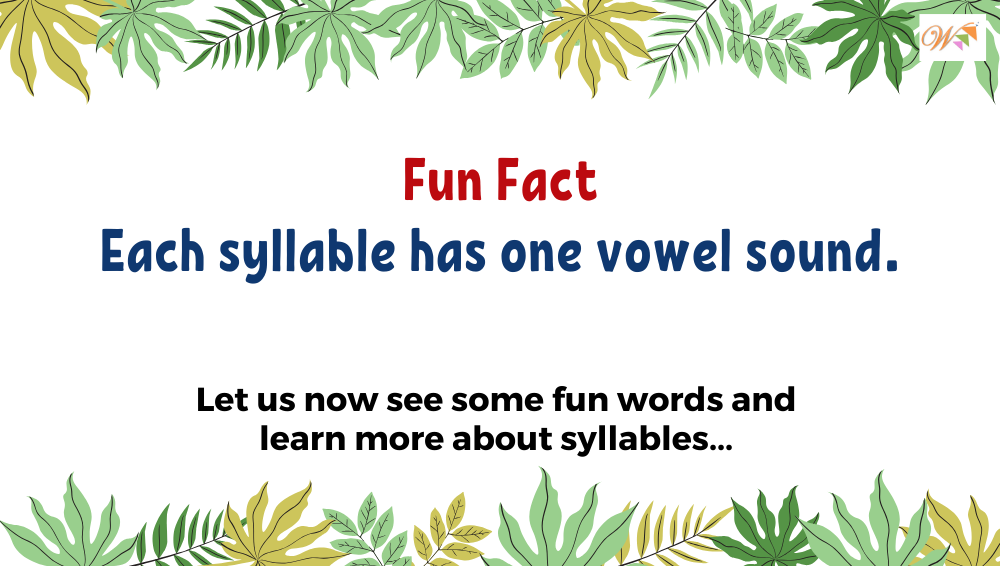 W
Fun Fact
Each syllable has one vowel sound.
Let us now see some fun words and
learn more about syllables...